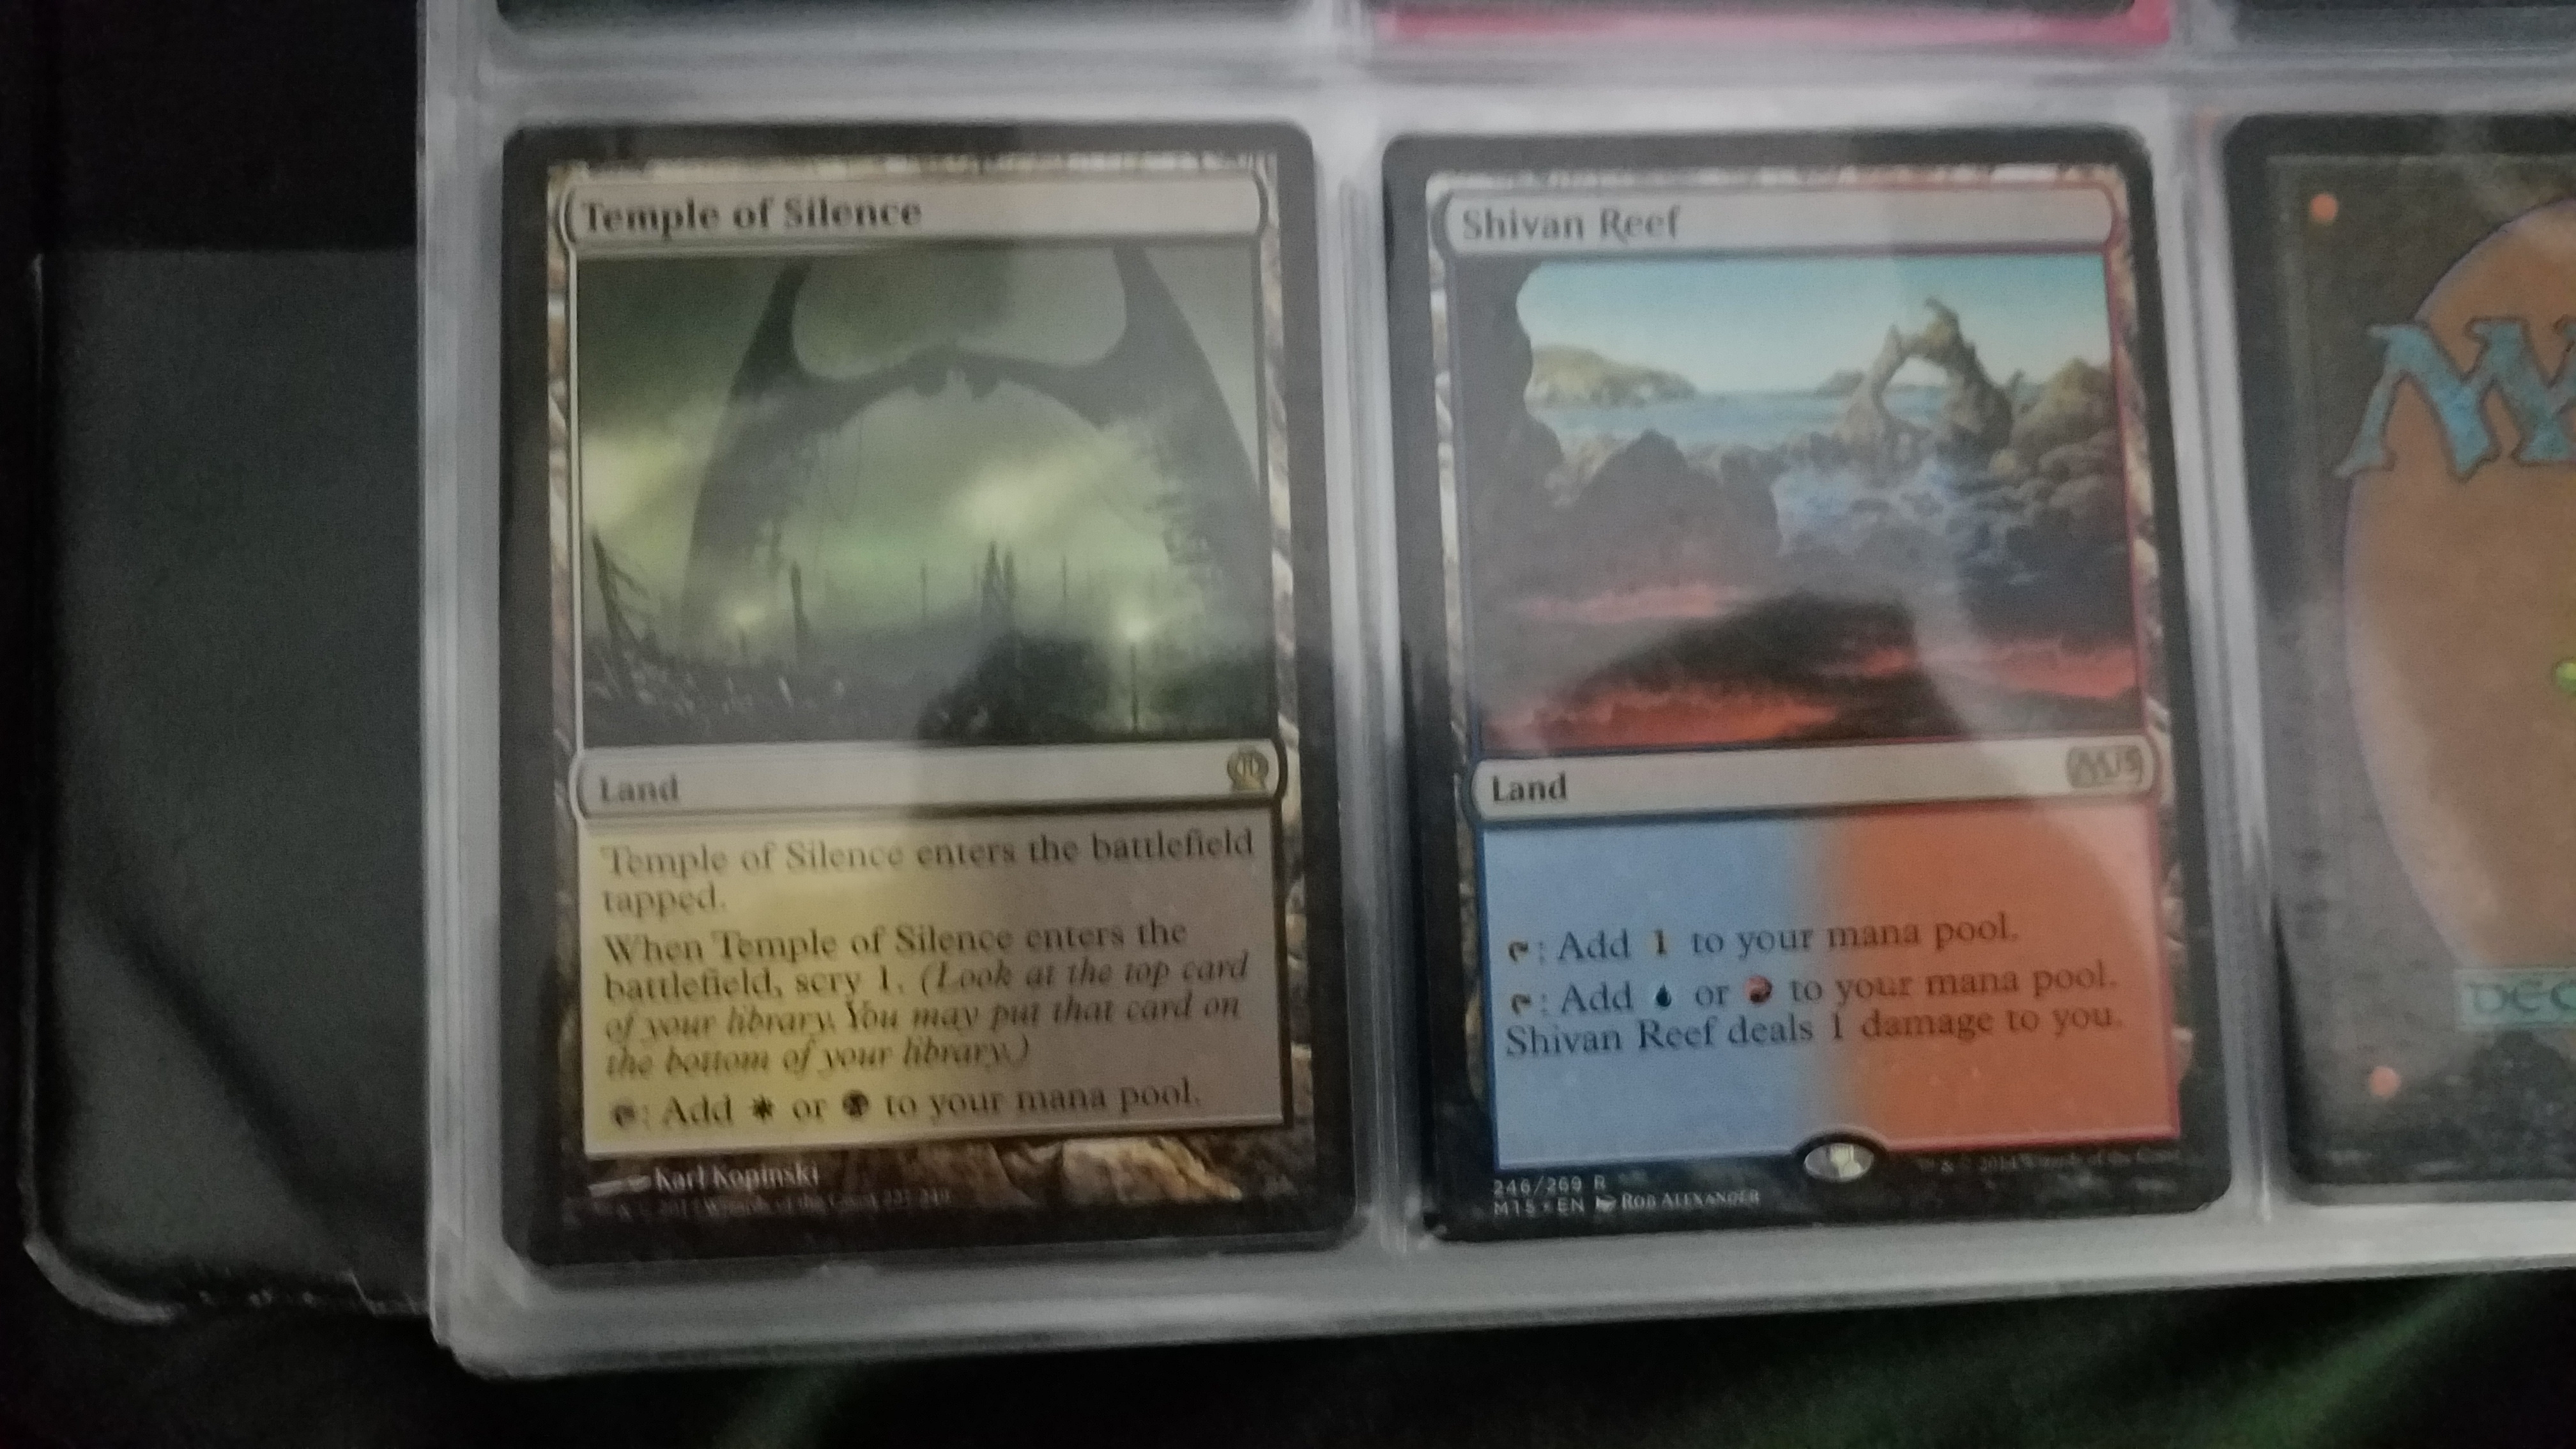 Temple of Silence
Land
Temple of Silence enters the battlefield
tapped.
When Temple of Silence enters the
battlefield, scry 1. (Look at the top card
of your library. You may put that card on
the bottom of your library.)
: Add or to your mana pool.
Karl Kopinski
Shivan Reef
Land
M15
: Add 1 to your mana pool.
: Add or to your mana pool.
Shivan Reef deals 1 damage to you.
246/269 R
M15 • EN ROB ALEXANDER